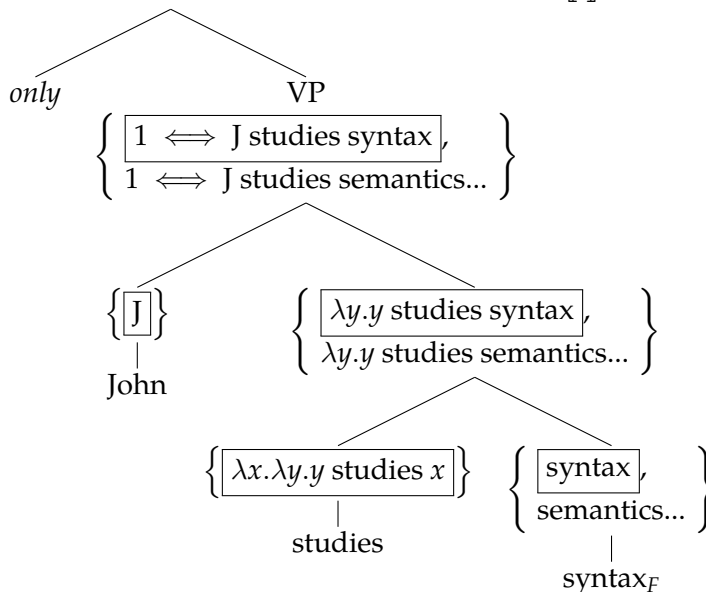 only VP
{ 1 ⟺ J studies syntax ,
1 ⟺ J studies semantics... }
{ J } { λy.y studies syntax ,
λy.y studies semantics... }
John
{ λx.λy.y studies x } { syntax ,
semantics... }
studies
syntax_F